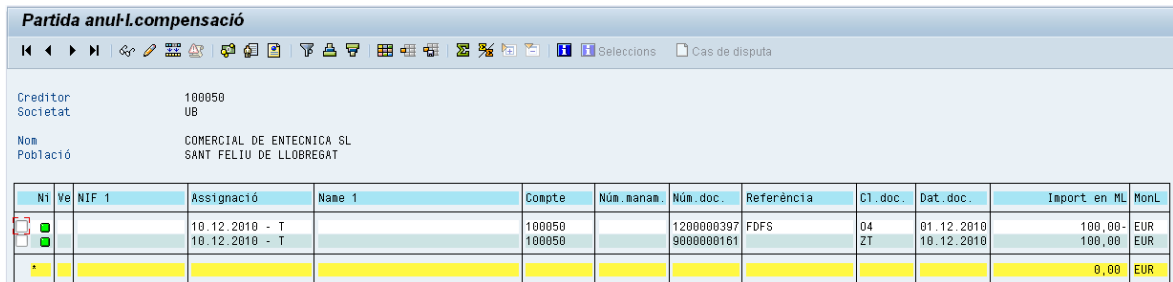 Partida anul·l.compensació
Seleccions Cas de disputa
Creditor 100050
Societat UB
Nom COMERCIAL DE ENTECNICA SL
Població SANT FELIU DE LLOBREGAT
Ni Ve NIF 1 Assignació Name 1 Compte Núm.manam. Núm.doc. Referència Cl.doc. Dat.doc. Import en ML MonL
10.12.2010 - T 100050 1200000397 FDFS O4 01.12.2010 100,00- EUR
10.12.2010 - T 100050 9000000161 ZT 10.12.2010 100,00 EUR
* 0,00 EUR